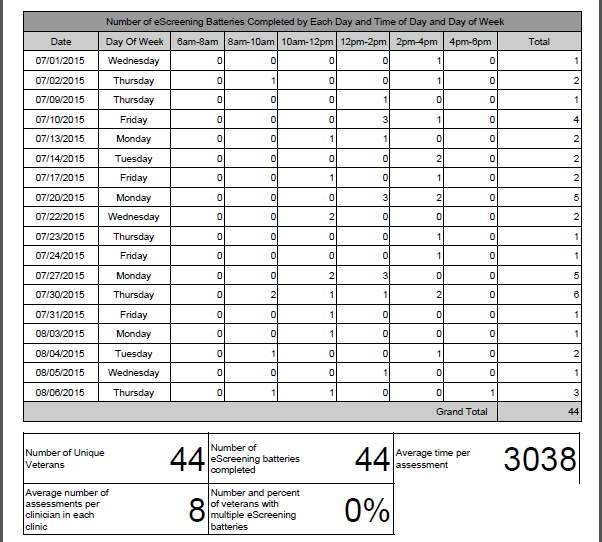 Number of eScreening Batteries Completed by Each Day and Time of Day and Day of Week
Date Day Of Week 6am-8am 8am-10am 10am-12pm 12pm-2pm 2pm-4pm 4pm-6pm Total
07/01/2015 Wednesday 0 0 0 0 1 0 1
07/02/2015 Thursday 0 1 0 0 1 0 2
07/09/2015 Thursday 0 0 0 1 0 0 1
07/10/2015 Friday 0 0 0 3 1 0 4
07/13/2015 Monday 0 0 1 1 0 0 2
07/14/2015 Tuesday 0 0 0 0 2 0 2
07/17/2015 Friday 0 0 1 0 1 0 2
07/20/2015 Monday 0 0 0 3 2 0 5
07/22/2015 Wednesday 0 0 2 0 0 0 2
07/23/2015 Thursday 0 0 0 0 1 0 1
07/24/2015 Friday 0 0 0 0 1 0 1
07/27/2015 Monday 0 0 2 3 0 0 5
07/30/2015 Thursday 0 2 1 1 2 0 6
07/31/2015 Friday 0 0 1 0 0 0 1
08/03/2015 Monday 0 0 1 0 0 0 1
08/04/2015 Tuesday 0 1 0 0 1 0 2
08/05/2015 Wednesday 0 0 0 1 0 0 1
08/06/2015 Thursday 0 1 1 0 0 1 3
Grand Total 44
Number of Unique
Veterans
44
Number of
eScreening batteries
completed
44
Average time per
assessment
3038
Average number of
assessments per
clinician in each
clinic
8
Number and percent
of veterans with
multiple eScreening
batteries
0%